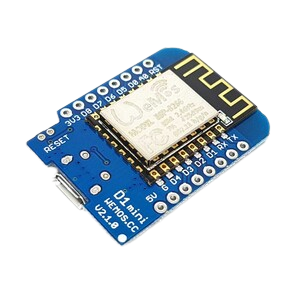 RST
A0
D0
D5
D6
D7
D8
3V3
RESET
WEMOS
TX
RX
D1
D2
D3
D4
G
5V
D1 mini
WEMOS.CC
V2.1.0